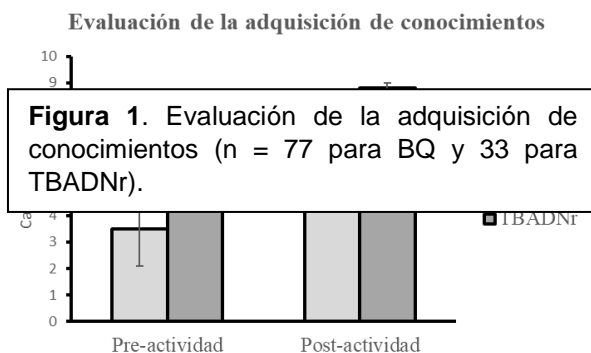 Evaluación de la adquisición de conocimientos
10
9
Figura 1. Evaluación de la adquisición de
conocimientos (n = 77 para BQ y 33 para
TBADNr).
4
TBADNr
3
2
1
0
Pre-actividad Post-actividad